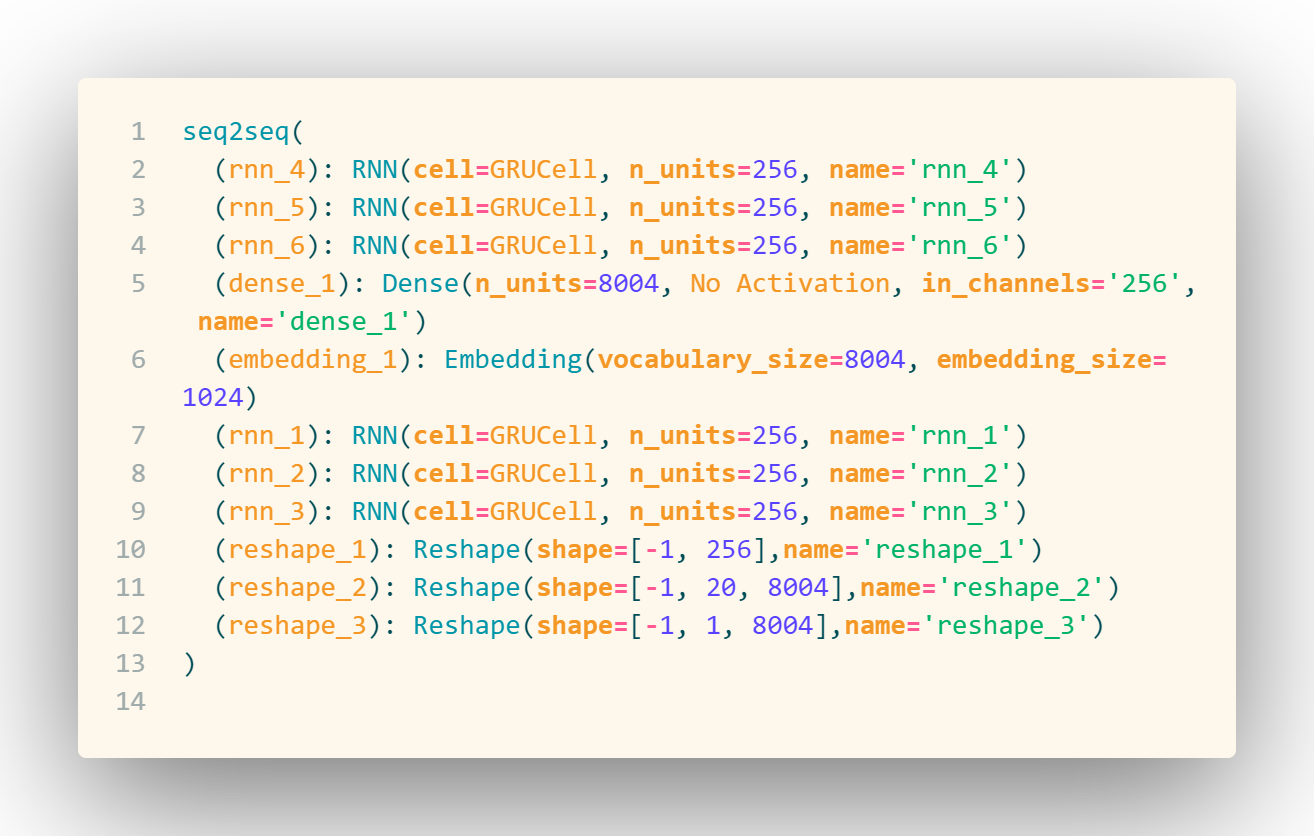 1 seq2seq(
2 (rnn_4): RNN(cell=GRUCell, n_units=256, name='rnn_4')
3 (rnn_5): RNN(cell=GRUCell, n_units=256, name='rnn_5')
4 (rnn_6): RNN(cell=GRUCell, n_units=256, name='rnn_6')
5 (dense_1): Dense(n_units=8004, No Activation, in_channels='256',
name='dense_1')
6 (embedding_1): Embedding(vocabulary_size=8004, embedding_size=
1024)
7 (rnn_1): RNN(cell=GRUCell, n_units=256, name='rnn_1')
8 (rnn_2): RNN(cell=GRUCell, n_units=256, name='rnn_2')
9 (rnn_3): RNN(cell=GRUCell, n_units=256, name='rnn_3')
10 (reshape_1): Reshape(shape=[-1, 256],name='reshape_1')
11 (reshape_2): Reshape(shape=[-1, 20, 8004],name='reshape_2')
12 (reshape_3): Reshape(shape=[-1, 1, 8004],name='reshape_3')
13 )
14